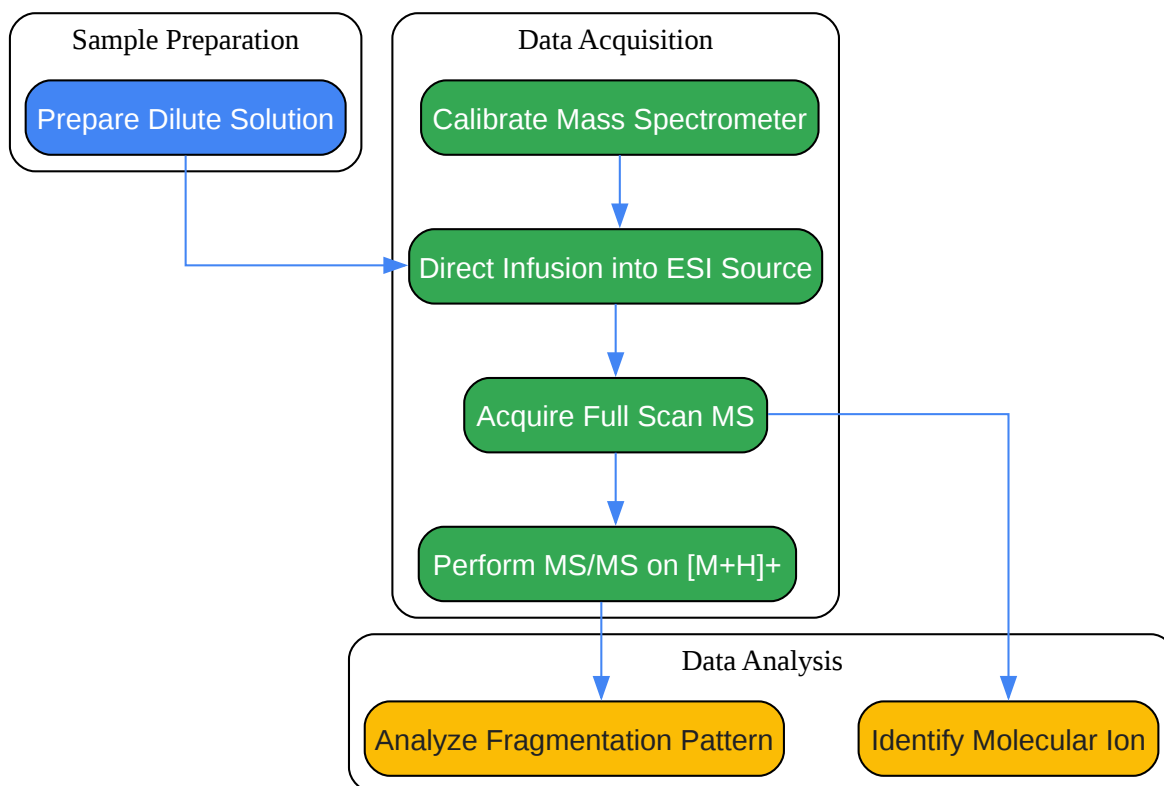 Sample Preparation
Prepare Dilute Solution
Data Acquisition
Calibrate Mass Spectrometer
Direct Infusion into ESI Source
Acquire Full Scan MS
Perform MS/MS on [M+H]+
Data Analysis
Analyze Fragmentation Pattern
Identify Molecular Ion